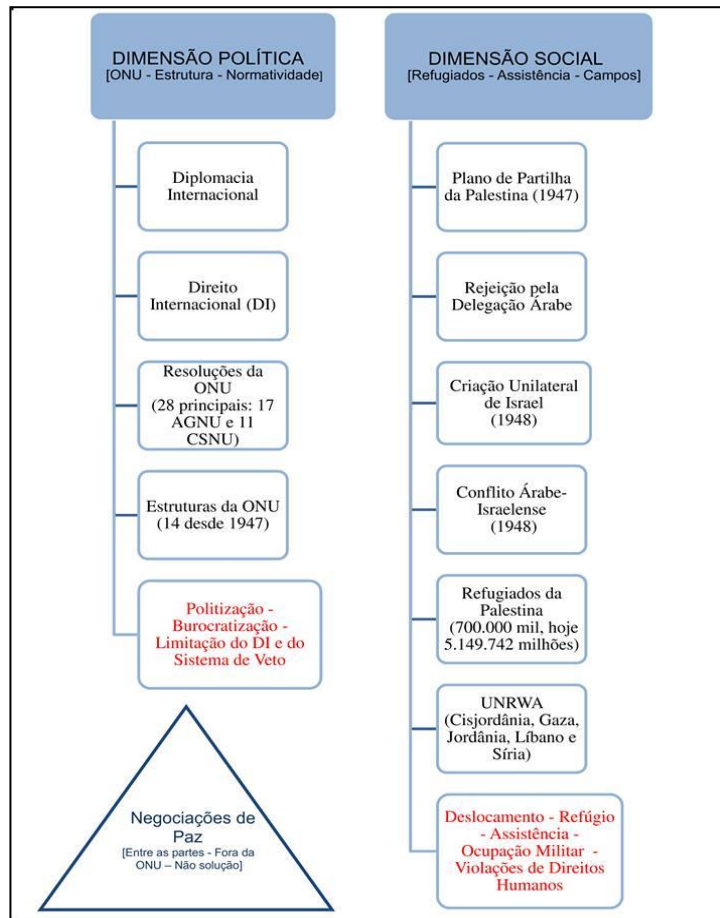 DIMENSÃO POLÍTICA
[ONU - Estrutura - Normatividade]
Diplomacia
Internacional
Direito
Internacional (DI)
Resoluções da
ONU
(28 principais: 17
AGNU e 11
CSNU)
Estruturas da ONU
(14 desde 1947)
Politização -
Burocratização -
Limitação do DI e do
Sistema de Veto
Negociações de
Paz
[Entre as partes - Fora da
ONU – Não solução]
DIMENSÃO SOCIAL
[Refugiados - Assistência - Campos]
Plano de Partilha
da Palestina (1947)
Rejeição pela
Delegação Árabe
Criação Unilateral
de Israel
(1948)
Conflito Árabe-
Israelense
(1948)
Refugiados da
Palestina
(700.000 mil, hoje
5.149.742 milhões)
UNRWA
(Cisjordânia, Gaza,
Jordânia, Líbano e
Síria)
Deslocamento - Refúgio
- Assistência -
Ocupação Militar -
Violações de Direitos
Humanos